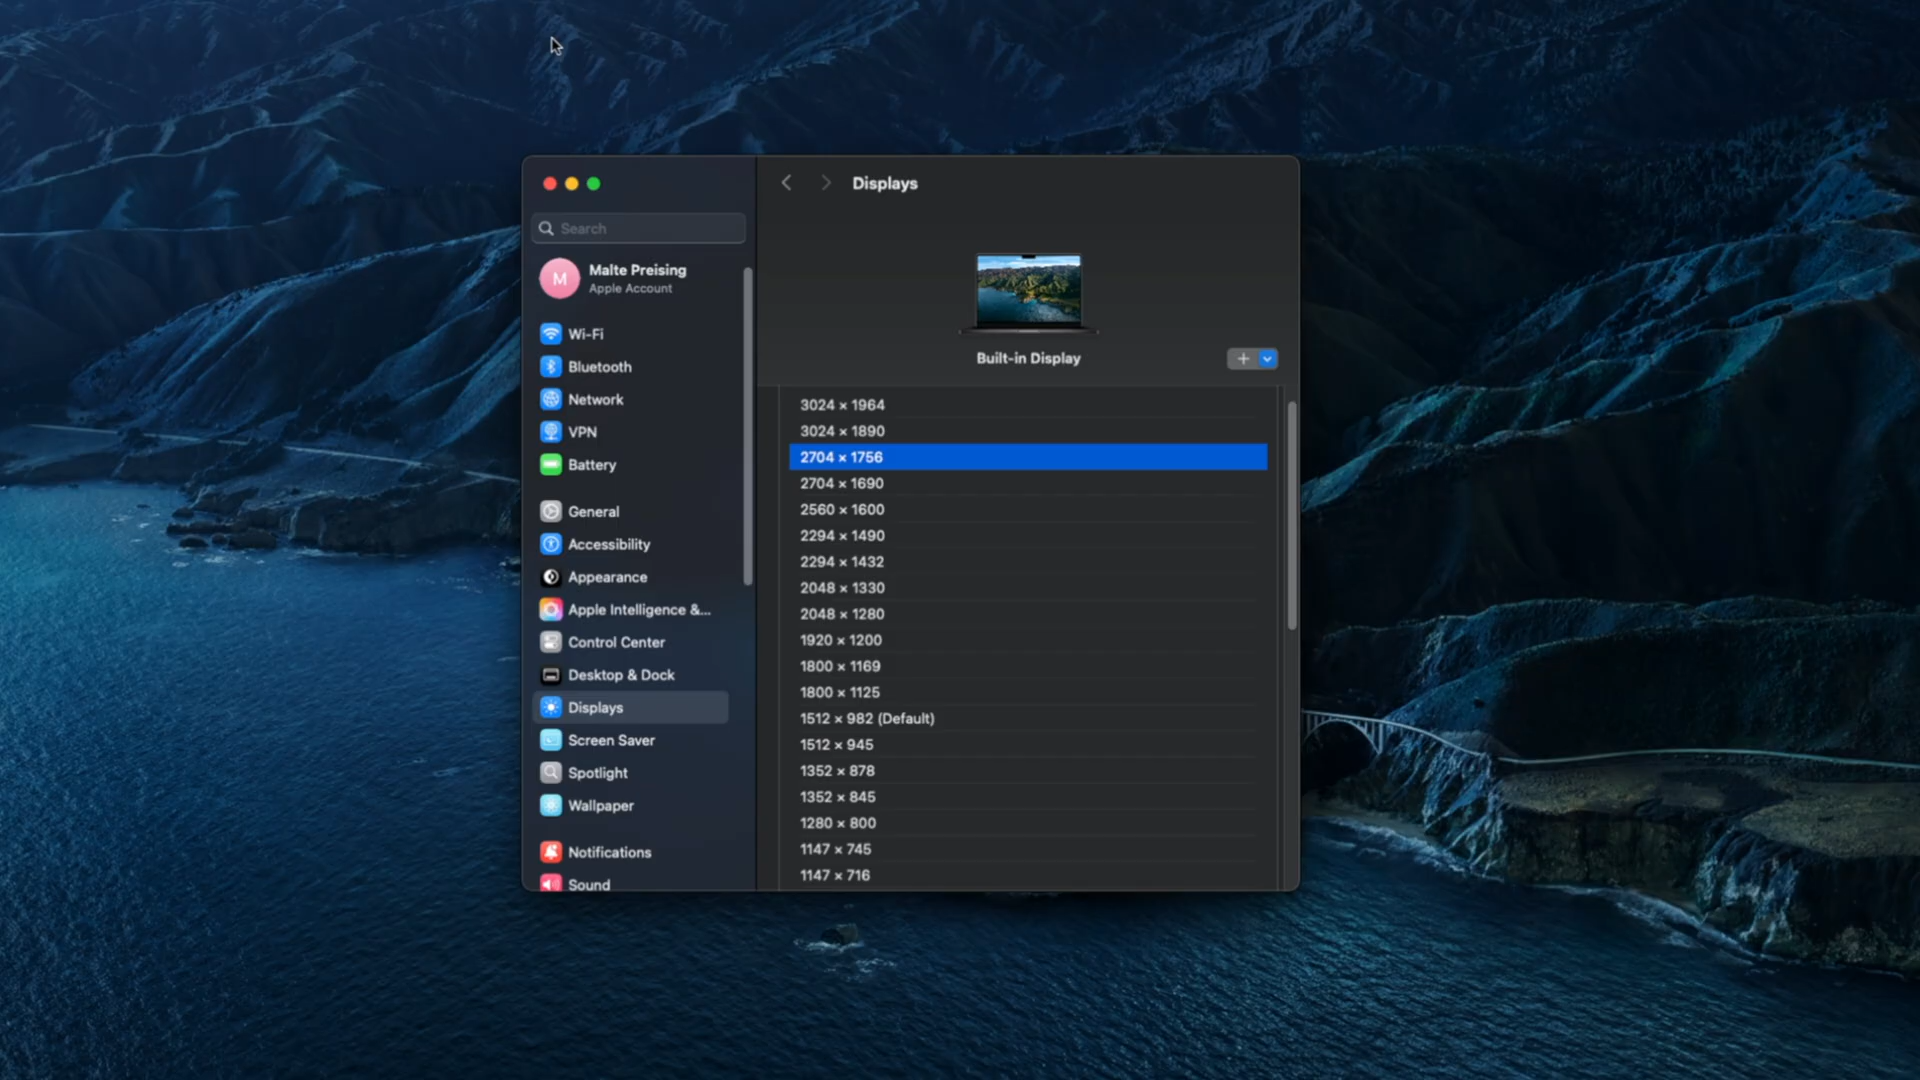 Displays
Search
M
Malte Preising
Apple Account
Wi-Fi
Bluetooth
Network
VPN
Battery
General
Accessibility
Appearance
Apple Intelligence &...
Control Center
Desktop & Dock
Displays
Screen Saver
Spotlight
Wallpaper
Notifications
Sound
Built-in Display
3024 × 1964
3024 × 1890
2704 × 1756
2704 × 1690
2560 × 1600
2294 × 1490
2294 × 1432
2048 × 1330
2048 × 1280
1920 × 1200
1800 × 1169
1800 × 1125
1512 × 982 (Default)
1512 × 945
1352 × 878
1352 × 845
1280 × 800
1147 × 745
1147 × 716